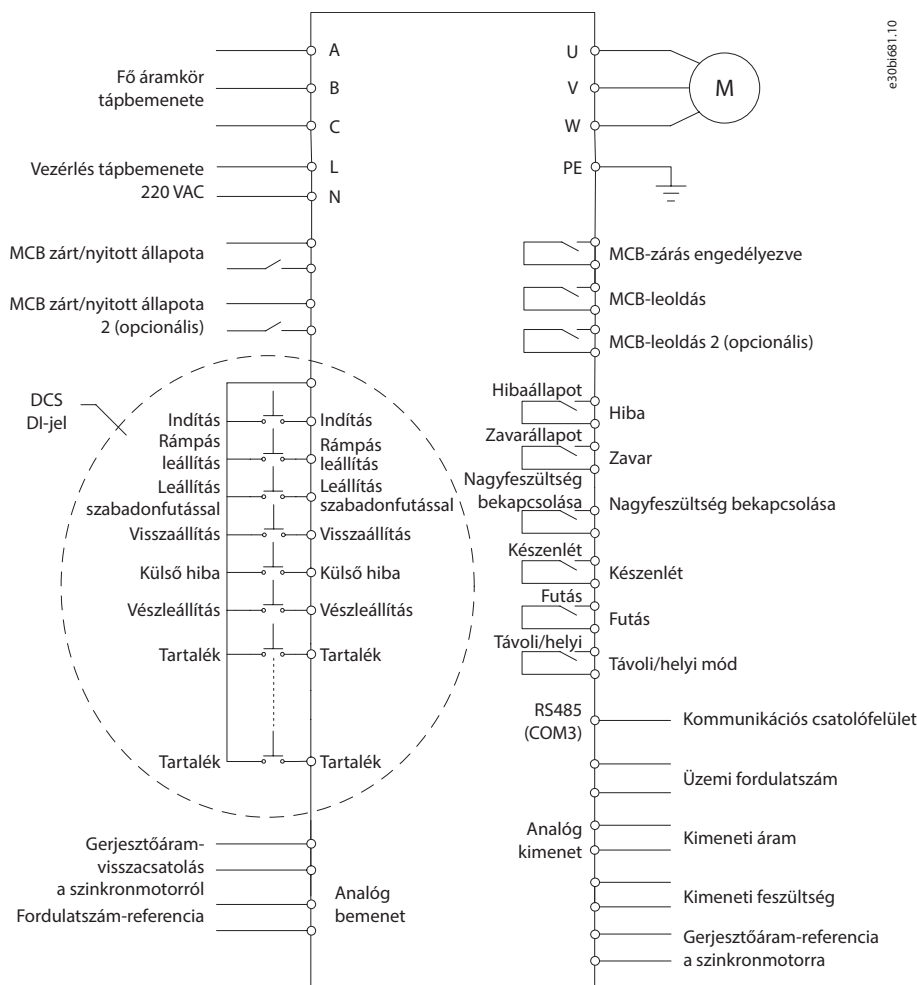 e30bi681.10
A
Fő áramkör
tápbemenete
B
C
Vezérlés tápbemenete
220 VAC
L
N
U
V
W
M
PE
MCB zárt/nyitott állapota
MCB zárt/nyitott állapota
2 (opcionális)
MCB-zárás engedélyezve
MCB-leoldás
MCB-leoldás 2 (opcionális)
DCS
DI-jel
Indítás
Indítás
Rámpás
leállítás
Rámpás
leállítás
Leállítás
szabadonfutással
Leállítás
szabadonfutással
Visszaállítás
Visszaállítás
Külső hiba
Külső hiba
Vészleállítás
Vészleállítás
Tartalék
Tartalék
Tartalék
Tartalék
Hibaállapot
Hiba
Zavarállapot
Zavar
Nagyfeszültség
bekapcsolása
Nagyfeszültség bekapcsolása
Készenlét
Készenlét
Futás
Futás
Távoli/helyi
Távoli/helyi mód
RS485
(COM3)
Kommunikációs csatolófelület
Üzemi fordulatszám
Analóg
kimenet
Kimeneti áram
Kimeneti feszültség
Gerjesztőáram-referencia
a szinkronmotorra
Gerjesztőáram-
visszacsatolás
a szinkronmotorról
Fordulatszám-referencia
Analóg
bemenet